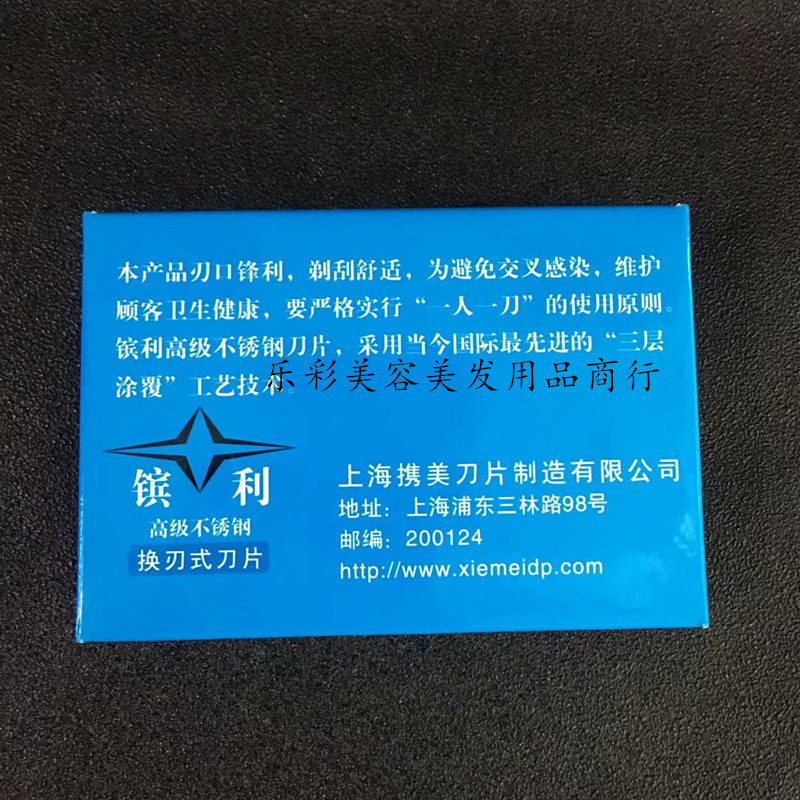 本产品刃口锋利，剃刮舒适，为避免交叉感染，维护
顾客卫生健康，要严格实行“一人一刀”的使用原则。
镔利高级不锈钢刀片，采用当今国际最先进的“三层
涂覆”工艺技术。
乐彩美容美发用品商行
镔利
高级不锈钢
换刃式刀片
上海携美刀片制造有限公司
地址：上海浦东三林路98号
邮编：200124
http://www.xiemeidp.com